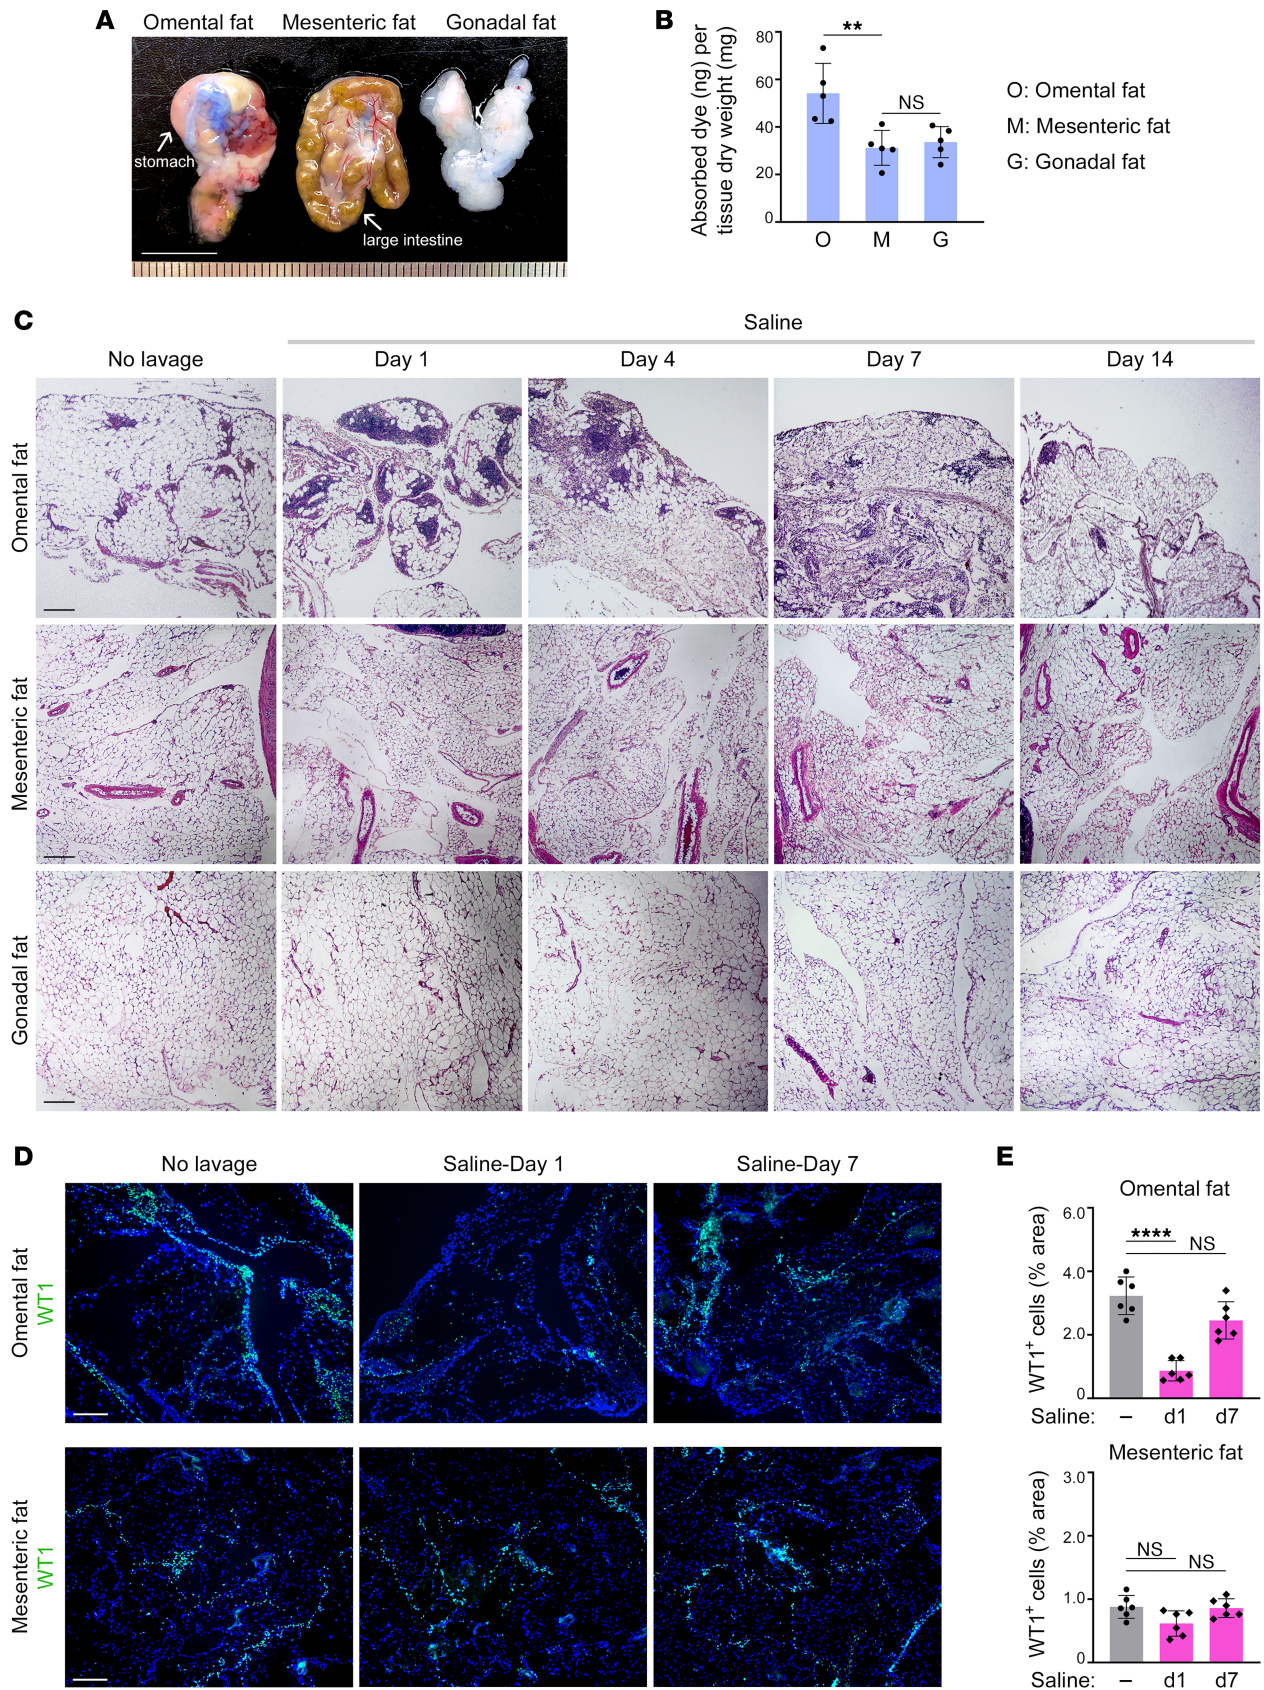 A
Omental fat Mesenteric fat Gonadal fat
stomach
large intestine
B
Absorbed dye (ng) per
tissue dry weight (mg)
80
60
40
20
0
**
NS
O M G
O: Omental fat
M: Mesenteric fat
G: Gonadal fat
C
Saline
No lavage Day 1 Day 4 Day 7 Day 14
Omental fat
Mesenteric fat
Gonadal fat
D
No lavage Saline-Day 1 Saline-Day 7
Omental fat
WT1
Mesenteric fat
WT1
E
Omental fat
WT1+ cells (% area)
6.0
4.0
2.0
0
****
NS
Saline: – d1 d7
Mesenteric fat
WT1+ cells (% area)
3.0
2.0
1.0
0
NS
NS
Saline: – d1 d7